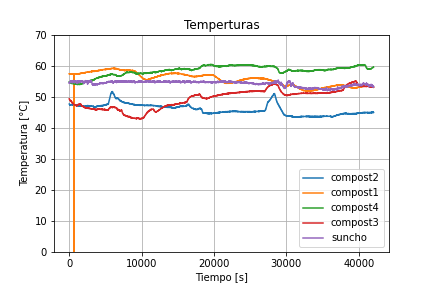 Temperturas
70
60
50
40
30
20
10
0
Temperatura [°C]
compost2
compost1
compost4
compost3
suncho
0 10000 20000 30000 40000
Tiempo [s]